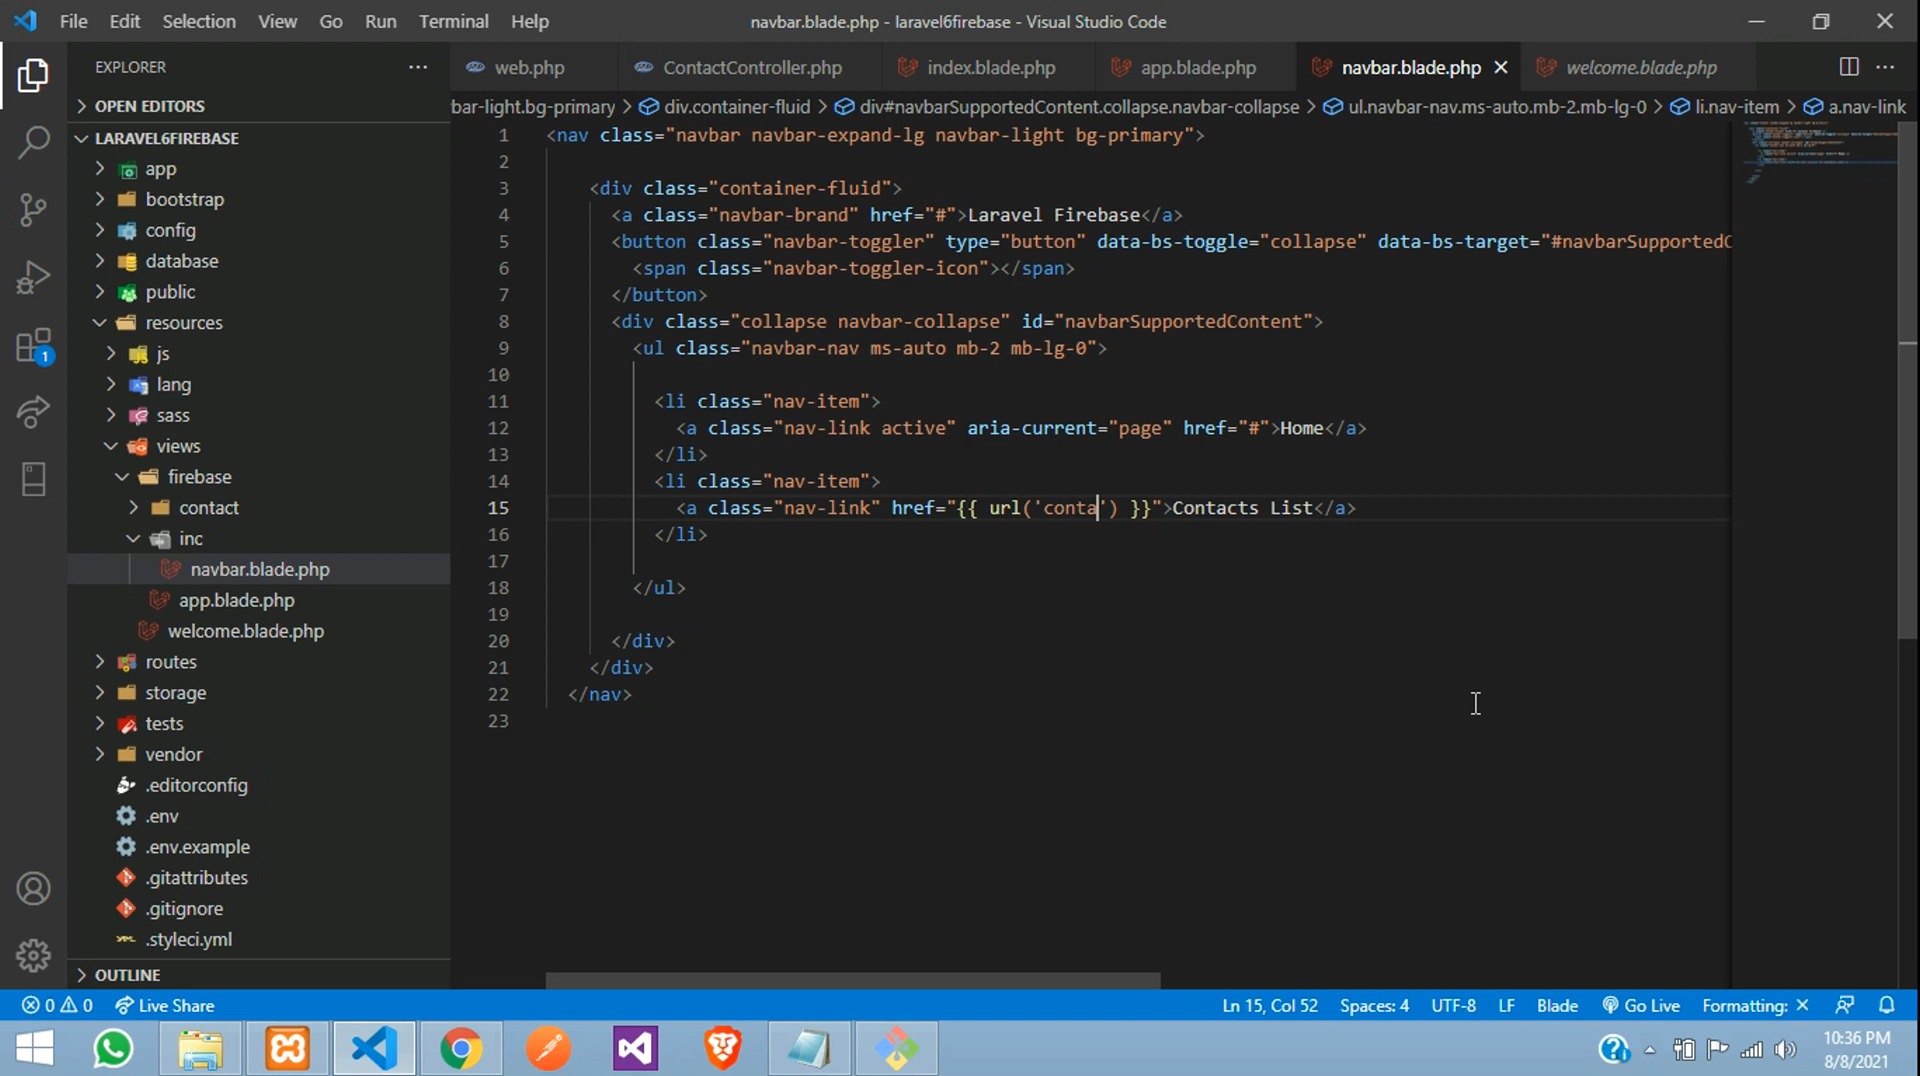 File Edit Selection View Go Run Terminal Help navbar.blade.php - laravel6firebase - Visual Studio Code
EXPLORER
web.php ContactController.php index.blade.php app.blade.php navbar.blade.php welcome.blade.php
OPEN EDITORS
bar-light.bg-primary > div.container-fluid > div#navbarSupportedContent.collapse.navbar-collapse > ul.navbar-nav.ms-auto.mb-2.mb-lg-0 > li.nav-item > a.nav-link
LARAVEL6FIREBASE
app
bootstrap
config
database
public
resources
js
lang
sass
views
firebase
contact
inc
navbar.blade.php
app.blade.php
welcome.blade.php
routes
storage
tests
vendor
.editorconfig
.env
.env.example
.gitattributes
.gitignore
.styleci.yml
OUTLINE
1 <nav class="navbar navbar-expand-lg navbar-light bg-primary">
2
3 <div class="container-fluid">
4 <a class="navbar-brand" href="#">Laravel Firebase</a>
5 <button class="navbar-toggler" type="button" data-bs-toggle="collapse" data-bs-target="#navbarSupportedC
6 <span class="navbar-toggler-icon"></span>
7 </button>
8 <div class="collapse navbar-collapse" id="navbarSupportedContent">
9 <ul class="navbar-nav ms-auto mb-2 mb-lg-0">
10
11 <li class="nav-item">
12 <a class="nav-link active" aria-current="page" href="#">Home</a>
13 </li>
14 <li class="nav-item">
15 <a class="nav-link" href="{{ url('conta') }}">Contacts List</a>
16 </li>
17
18 </ul>
19
20 </div>
21 </div>
22 </nav>
23
1
0 0 Live Share Ln 15, Col 52 Spaces: 4 UTF-8 LF Blade Go Live Formatting: ×
10:36 PM
8/8/2021